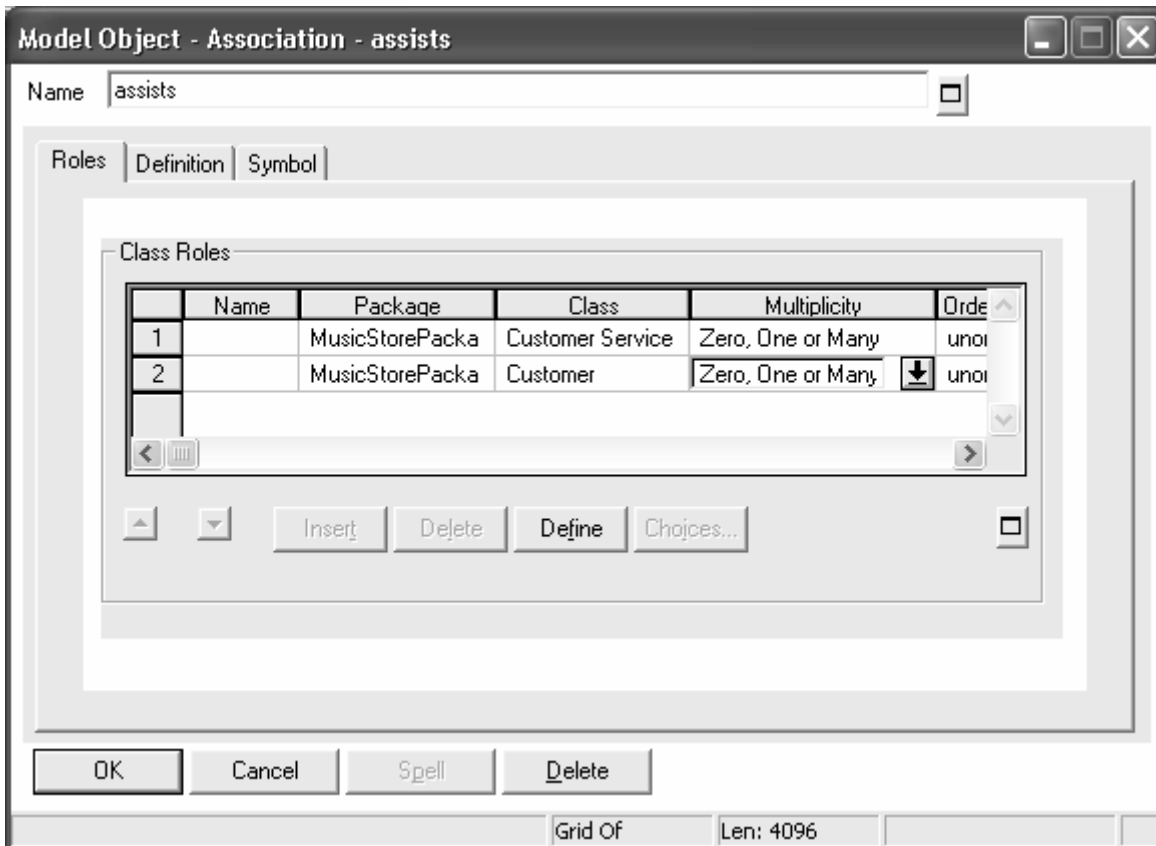 Model Object - Association - assists
Name assists
Roles Definition Symbol
Class Roles
Name Package Class Multiplicity Orde
1 MusicStorePacka Customer Service Zero, One or Many unor
2 MusicStorePacka Customer Zero, One or Many unor
Insert Delete Define Choices...
OK Cancel Spell Delete
Grid Of Len: 4096